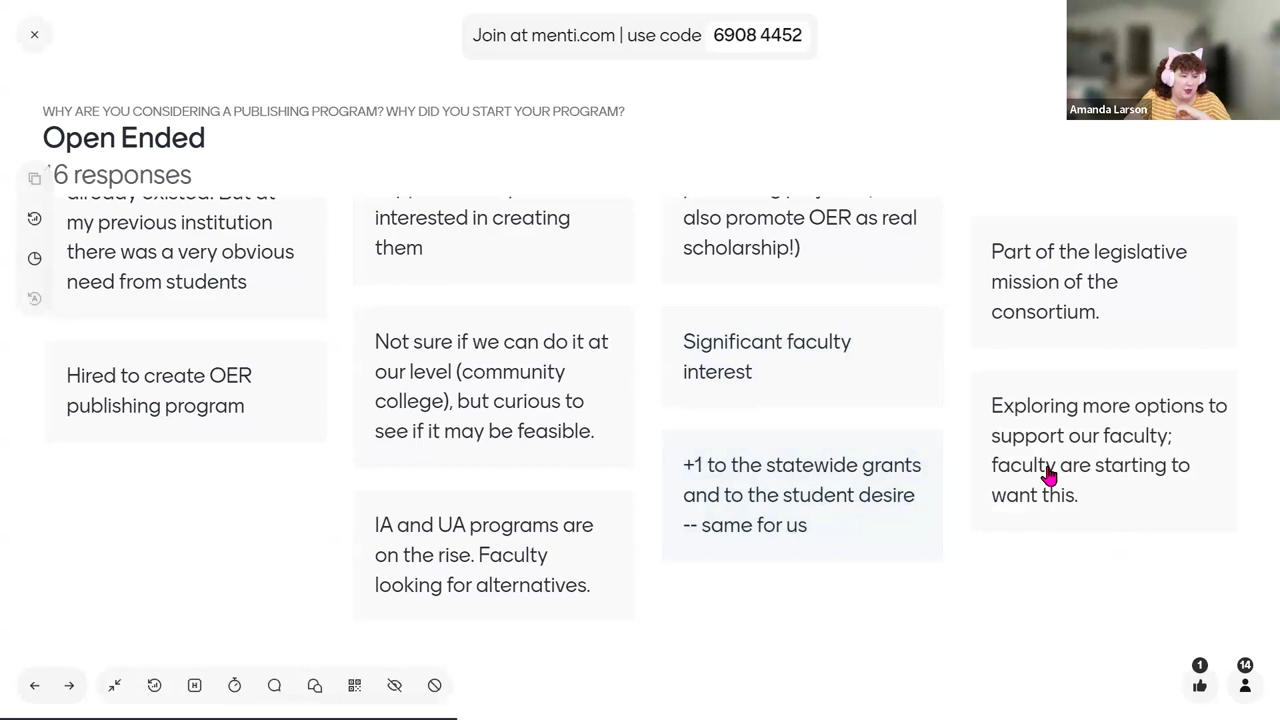 Join at menti.com | use code 6908 4452
Amanda Larson
WHY ARE YOU CONSIDERING A PUBLISHING PROGRAM? WHY DID YOU START YOUR PROGRAM?
Open Ended
16 responses
already existed. But at
my previous institution
there was a very obvious
need from students
Hired to create OER
publishing program
interested in creating
them
Not sure if we can do it at
our level (community
college), but curious to
see if it may be feasible.
IA and UA programs are
on the rise. Faculty
looking for alternatives.
also promote OER as real
scholarship!)
Significant faculty
interest
+1 to the statewide grants
and to the student desire
-- same for us
Part of the legislative
mission of the
consortium.
Exploring more options to
support our faculty;
faculty are starting to
want this.
1
14